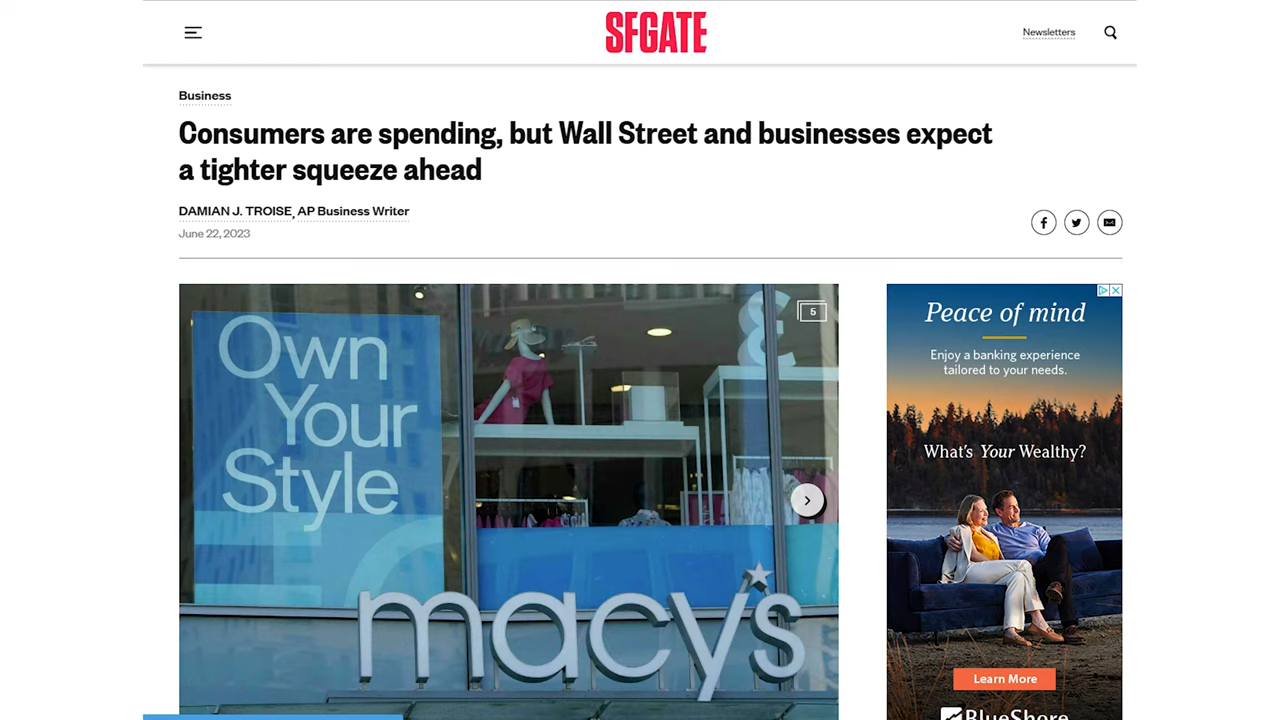 SFGATE
Newsletters
Business
Consumers are spending, but Wall Street and businesses expect
a tighter squeeze ahead
DAMIAN J. TROISE, AP Business Writer
June 22, 2023
5
Own
Your
Style
macy's
Peace of mind
Enjoy a banking experience
tailored to your needs.
What's Your Wealthy?
Learn More
BlueShore